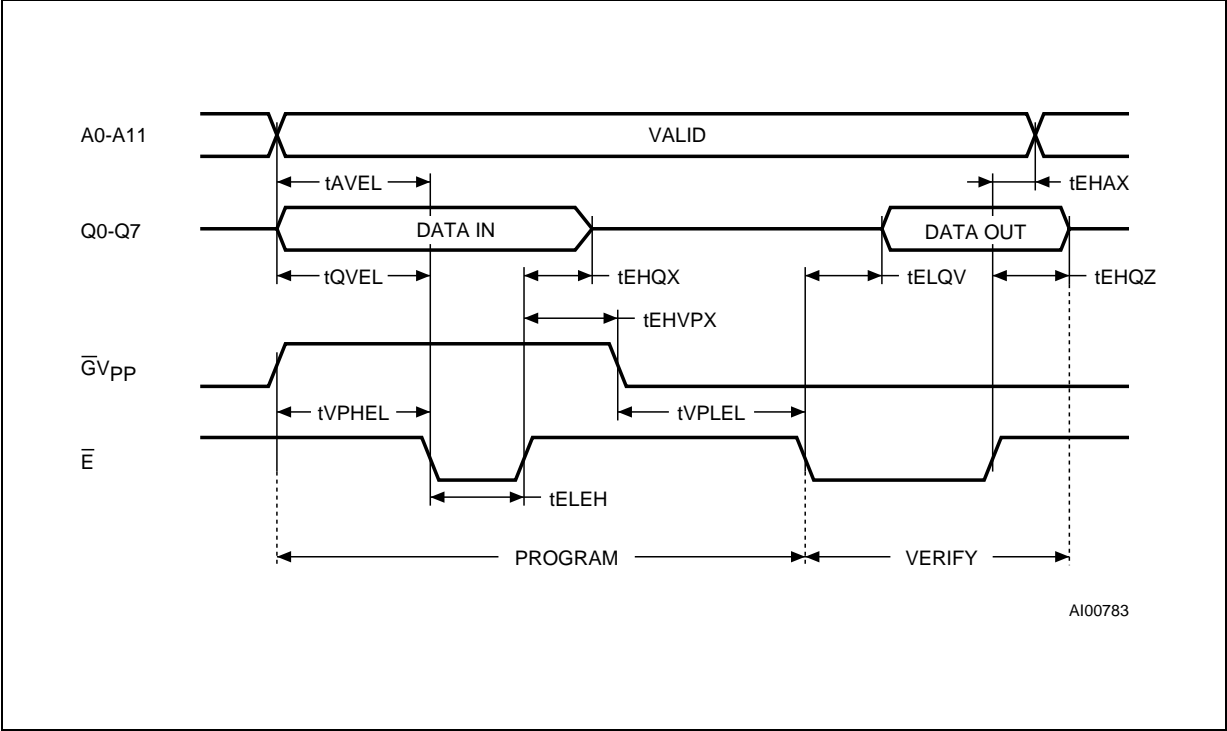 A0-A11
VALID
tAVEL
tEHAX
Q0-Q7
DATA IN
DATA OUT
tQVEL
tEHQX
tELQV
tEHQZ
tEHVPX
G̅VPP
tVPHEL
tVPLEL
E̅
tELEH
PROGRAM
VERIFY
AI00783